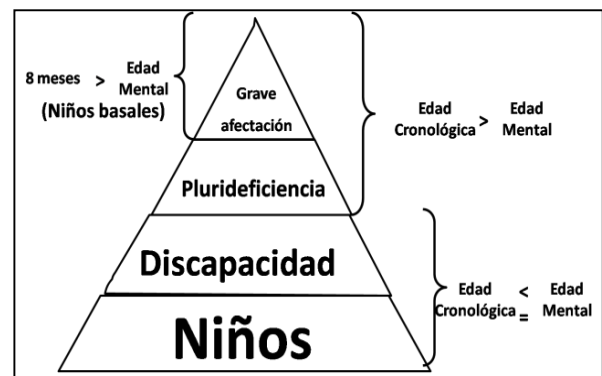 8 meses > Edad Mental
(Niños basales)
Grave
afectación
Edad Cronológica > Edad Mental
Plurideficiencia
Discapacidad
Edad Cronológica < = Edad Mental
Niños